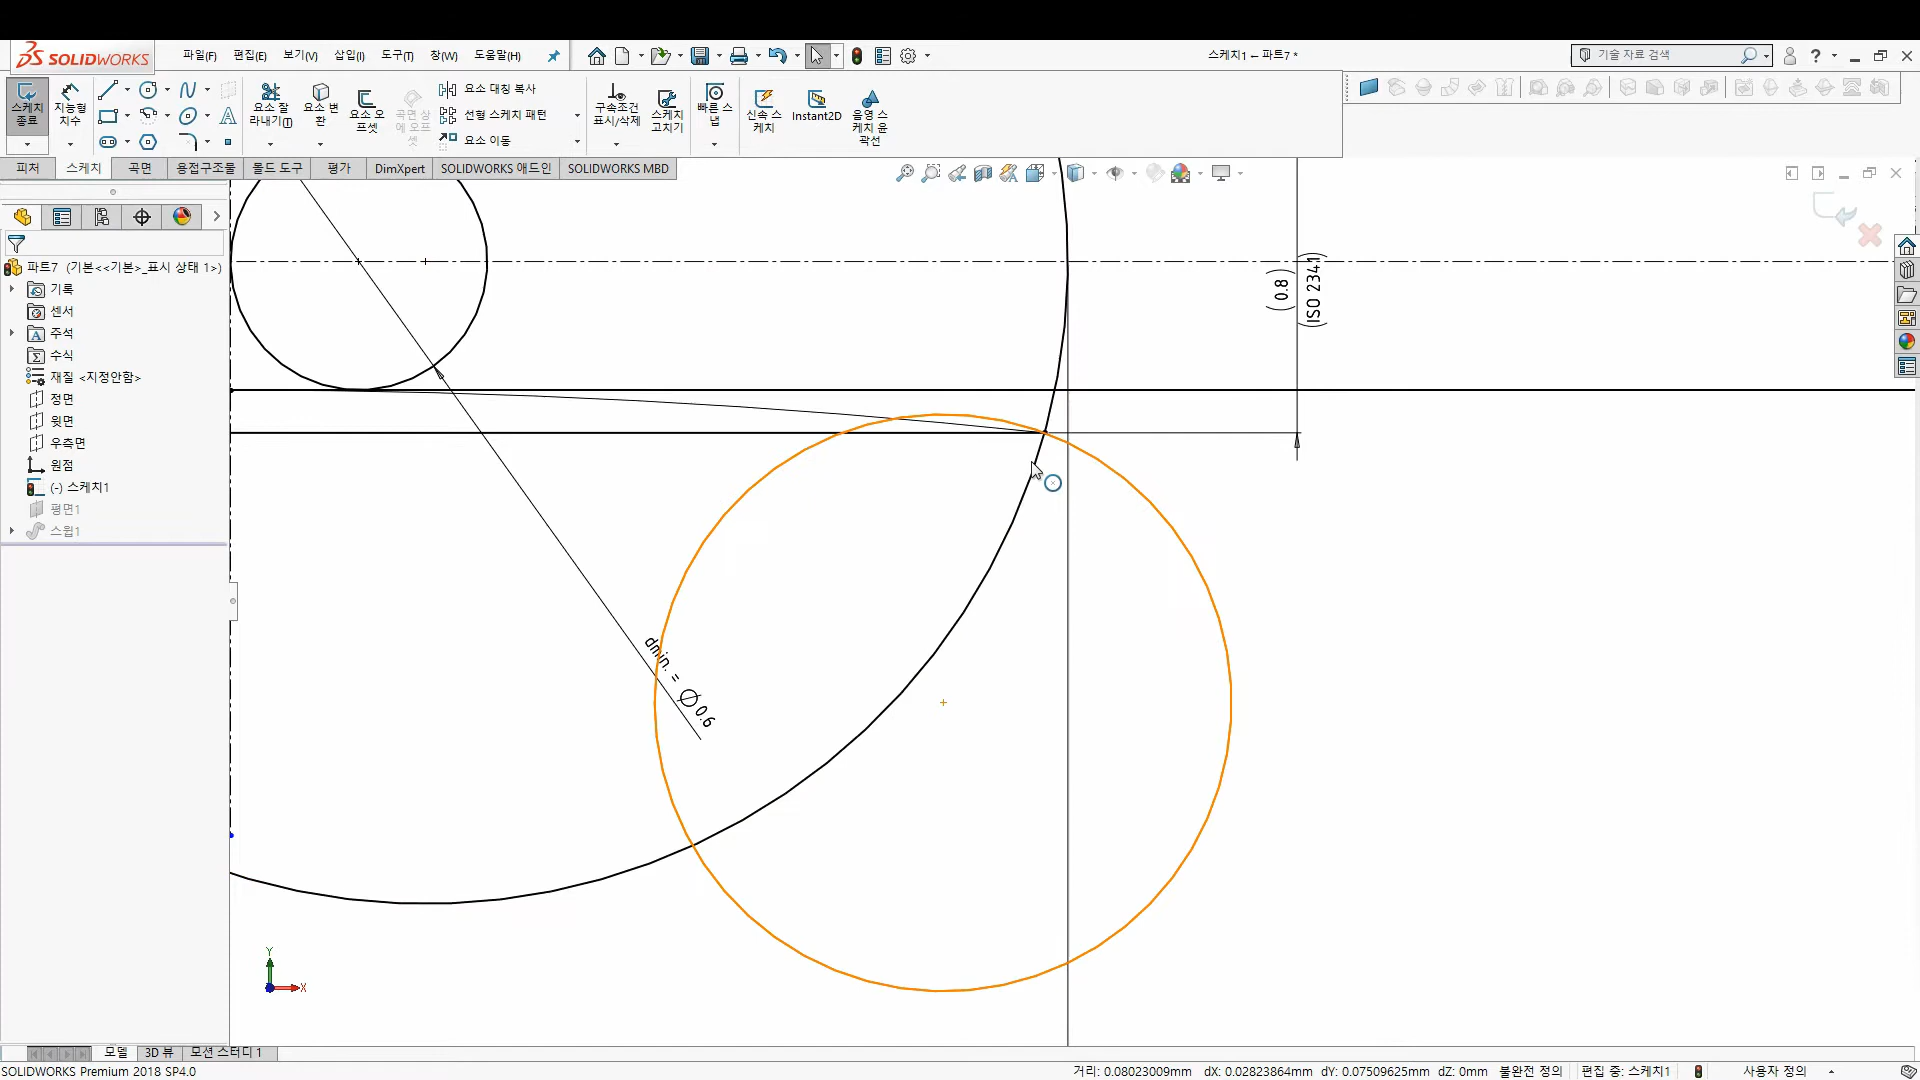 SOLIDWORKS
파일(F) 편집(E) 보기(V) 삽입(I) 도구(T) 창(W) 도움말(H)
스케치1 ← 파트7 *
기술 자료 검색
?
스케치 종료
지능형 치수
A
요소 잘라내기(I)
요소 변환
요소 오프셋
곡면 상에 오프셋
요소 대칭 복사
선형 스케치 패턴
요소 이동
구속조건 표시/삭제
스케치 고치기
빠른 스냅
신속 스케치
Instant2D
음영 스케치 윤곽선
피처 스케치 곡면 용접구조물 몰드 도구 평가 DimXpert SOLIDWORKS 애드인 SOLIDWORKS MBD
파트7 (기본<<기본>_표시 상태 1>)
기록
센서
주석
수식
재질 <지정안함>
정면
윗면
우측면
원점
(-) 스케치1
평면1
스윕1
(0.8)
(ISO 2341)
dmin. = Ø0.6
Y
X
모델 3D 뷰 모션 스터디 1
SOLIDWORKS Premium 2018 SP4.0
거리: 0.08023009mm dX: 0.02823864mm dY: 0.07509625mm dZ: 0mm 불완전 정의 편집 중: 스케치1 사용자 정의